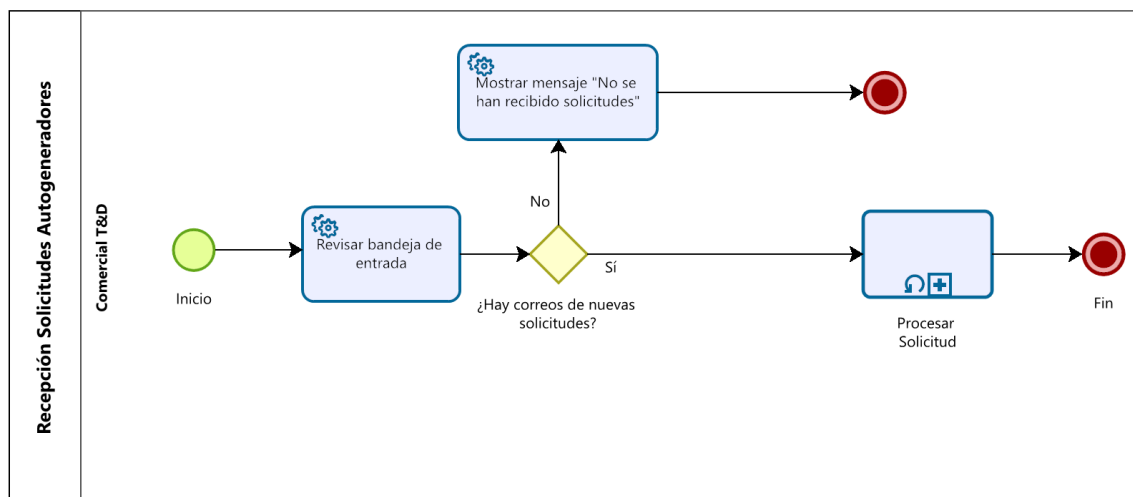 Recepción Solicitudes Autogeneradores
Comercial T&D
Inicio
Revisar bandeja de
entrada
¿Hay correos de nuevas
solicitudes?
No
Mostrar mensaje "No se
han recibido solicitudes"
Sí
Procesar
Solicitud
Fin